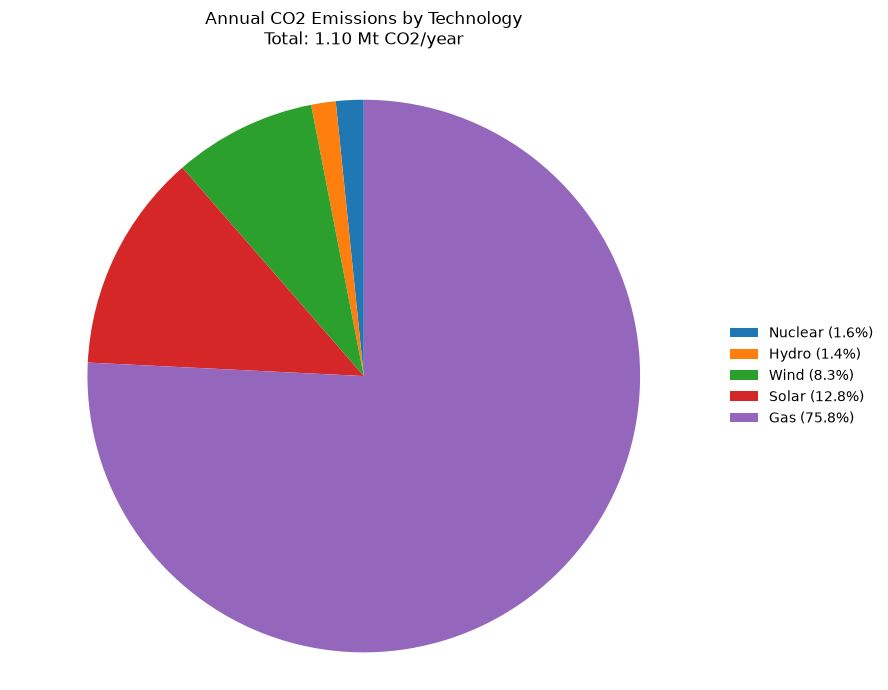 Annual CO2 Emissions by Technology
Total: 1.10 Mt CO2/year
Nuclear (1.6%)
Hydro (1.4%)
Wind (8.3%)
Solar (12.8%)
Gas (75.8%)